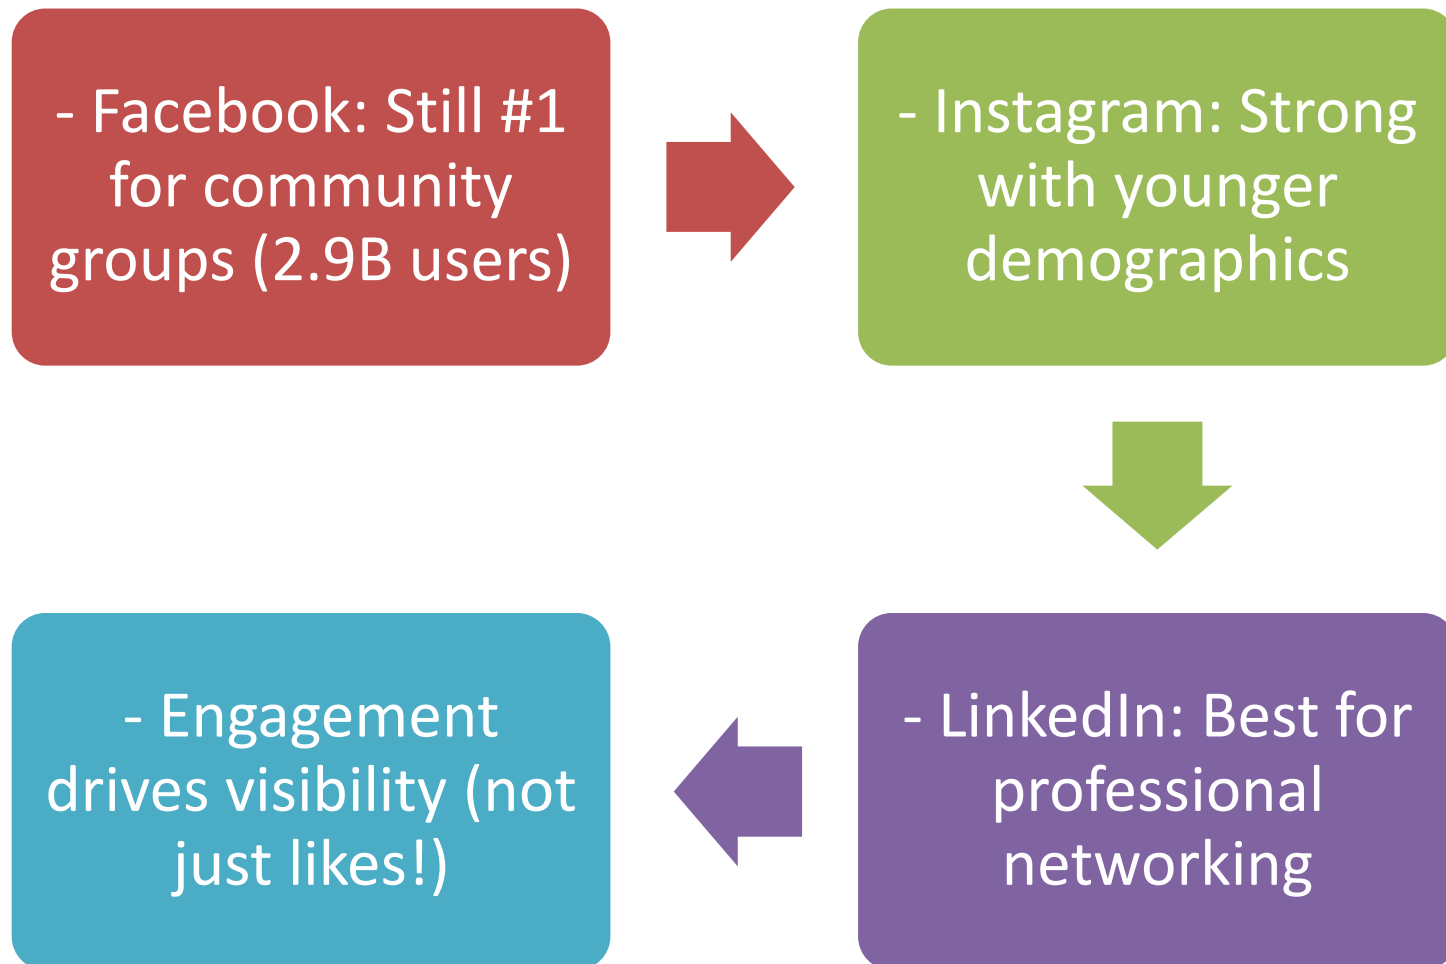 - Facebook: Still #1
for community
groups (2.9B users)
- Instagram: Strong
with younger
demographics
- LinkedIn: Best for
professional
networking
- Engagement
drives visibility (not
just likes!)